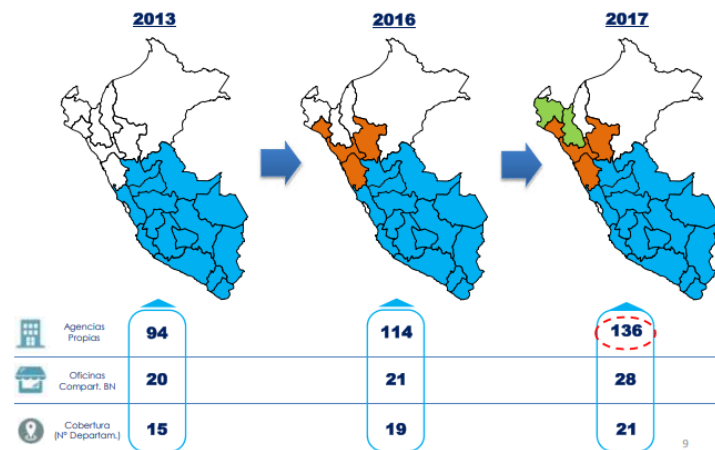 2013 2016 2017
Agencias
Propias
94 114 136
Oficinas
Compart. BN
20 21 28
Cobertura
(N° Departam.)
15 19 21
9